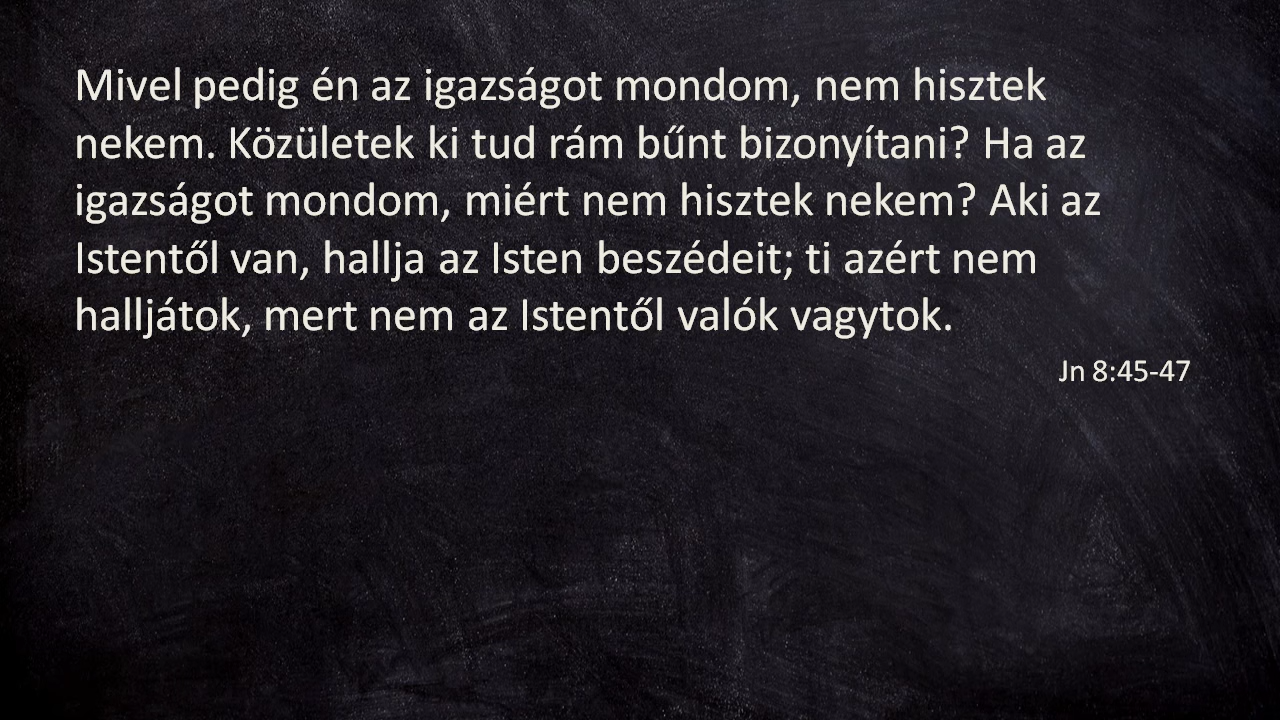 Mivel pedig én az igazságot mondom, nem hisztek
nekem. Közületek ki tud rám bűnt bizonyítani? Ha az
igazságot mondom, miért nem hisztek nekem? Aki az
Istentől van, hallja az Isten beszédeit; ti azért nem
halljátok, mert nem az Istentől valók vagytok.
Jn 8:45-47